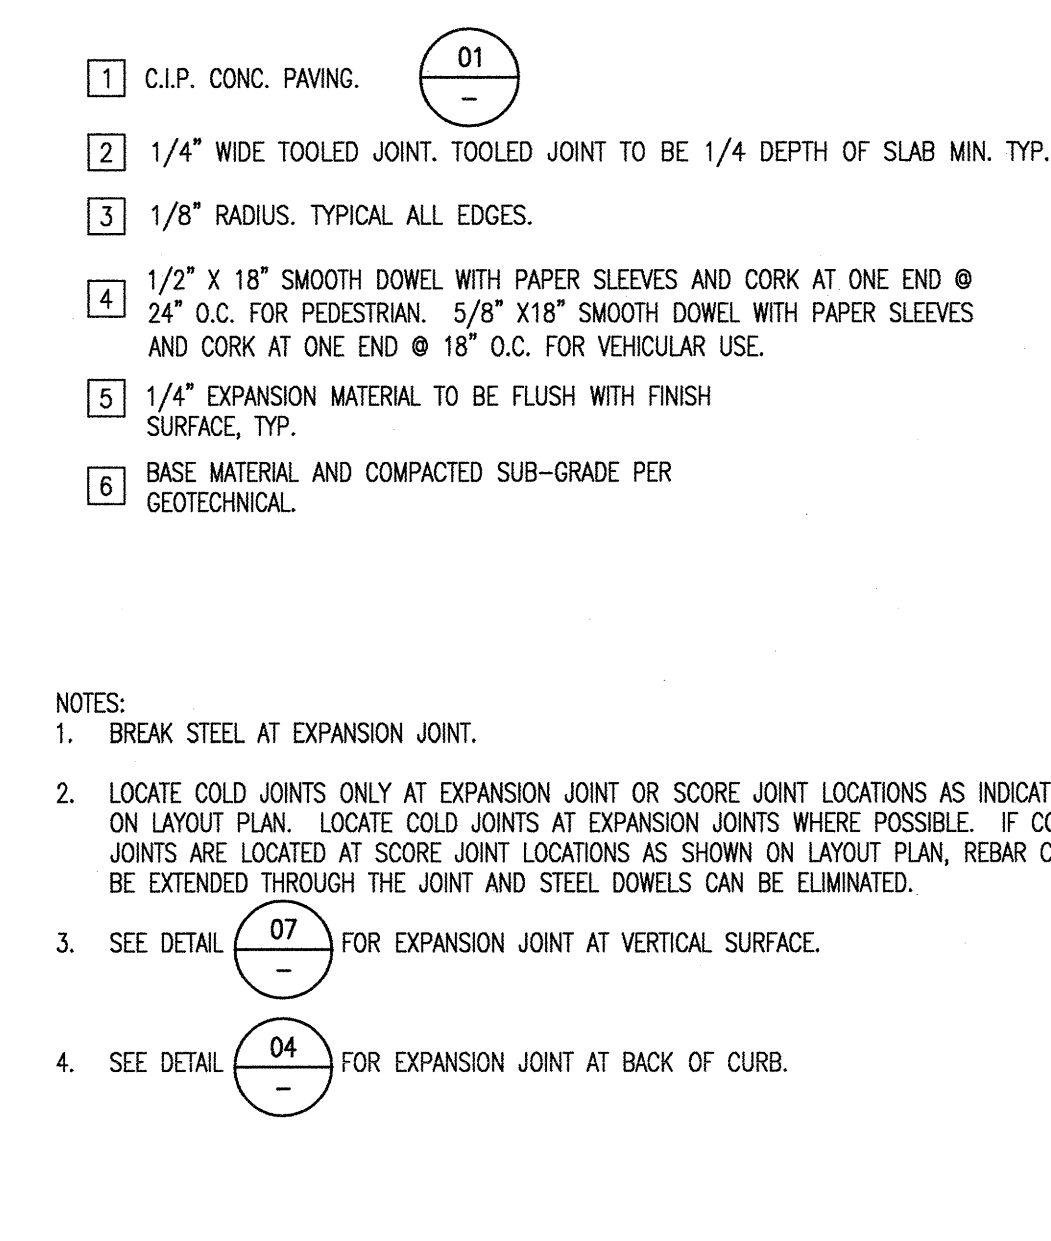 1 C.I.P. CONC. PAVING. 01 –
2 1/4" WIDE TOOLED JOINT. TOOLED JOINT TO BE 1/4 DEPTH OF SLAB MIN. TYP.
3 1/8" RADIUS. TYPICAL ALL EDGES.
1/2" X 18" SMOOTH DOWEL WITH PAPER SLEEVES AND CORK AT ONE END @
4 24" O.C. FOR PEDESTRIAN. 5/8" X18" SMOOTH DOWEL WITH PAPER SLEEVES
AND CORK AT ONE END @ 18" O.C. FOR VEHICULAR USE.
5 1/4" EXPANSION MATERIAL TO BE FLUSH WITH FINISH
SURFACE, TYP.
6 BASE MATERIAL AND COMPACTED SUB-GRADE PER
GEOTECHNICAL.
NOTES:
1. BREAK STEEL AT EXPANSION JOINT.
2. LOCATE COLD JOINTS ONLY AT EXPANSION JOINT OR SCORE JOINT LOCATIONS AS
ON LAYOUT PLAN. LOCATE COLD JOINTS AT EXPANSION JOINTS WHERE POSSIBLE. IF
JOINTS ARE LOCATED AT SCORE JOINT LOCATIONS AS SHOWN ON LAYOUT PLAN, REBAR
BE EXTENDED THROUGH THE JOINT AND STEEL DOWELS CAN BE ELIMINATED.
3. SEE DETAIL 07 – FOR EXPANSION JOINT AT VERTICAL SURFACE.
4. SEE DETAIL 04 – FOR EXPANSION JOINT AT BACK OF CURB.